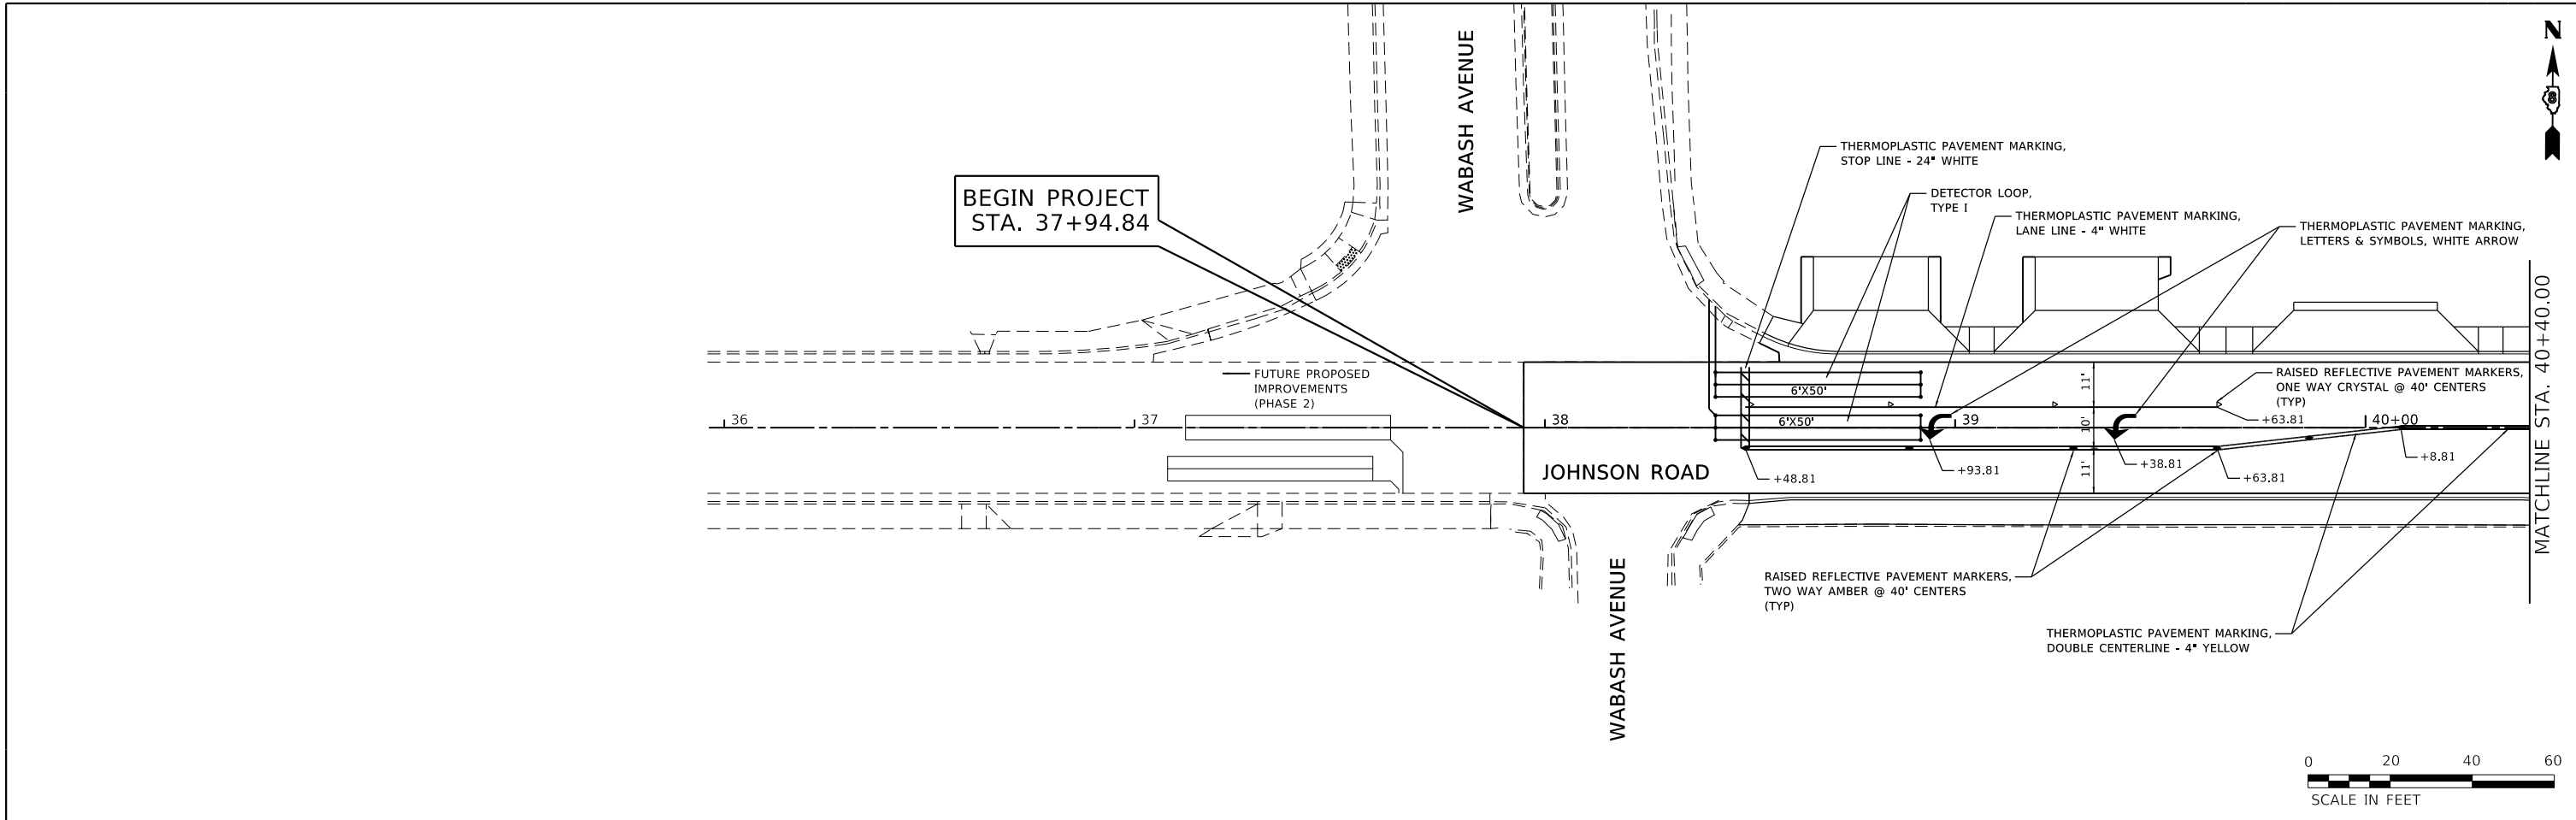 N
WABASH AVENUE
THERMOPLASTIC PAVEMENT MARKING,
STOP LINE - 24" WHITE
DETECTOR LOOP,
TYPE I
THERMOPLASTIC PAVEMENT MARKING,
LANE LINE - 4" WHITE
THERMOPLASTIC PAVEMENT MARKING,
LETTERS & SYMBOLS, WHITE ARROW
BEGIN PROJECT
STA. 37+94.84
MATCHLINE STA. 40+40.00
FUTURE PROPOSED
IMPROVEMENTS
(PHASE 2)
RAISED REFLECTIVE PAVEMENT MARKERS,
ONE WAY CRYSTAL @ 40' CENTERS
(TYP)
6'X50'
6'X50'
11'
10'
11'
36
37
38
39
40+00
+63.81
+8.81
JOHNSON ROAD
+48.81
+93.81
+38.81
+63.81
RAISED REFLECTIVE PAVEMENT MARKERS,
TWO WAY AMBER @ 40' CENTERS
(TYP)
WABASH AVENUE
THERMOPLASTIC PAVEMENT MARKING,
DOUBLE CENTERLINE - 4" YELLOW
0 20 40 60
SCALE IN FEET